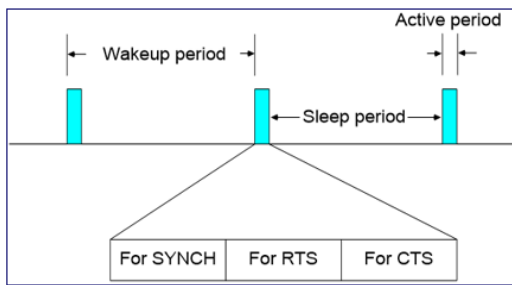 Active period
Wakeup period
Sleep period
For SYNCH
For RTS
For CTS